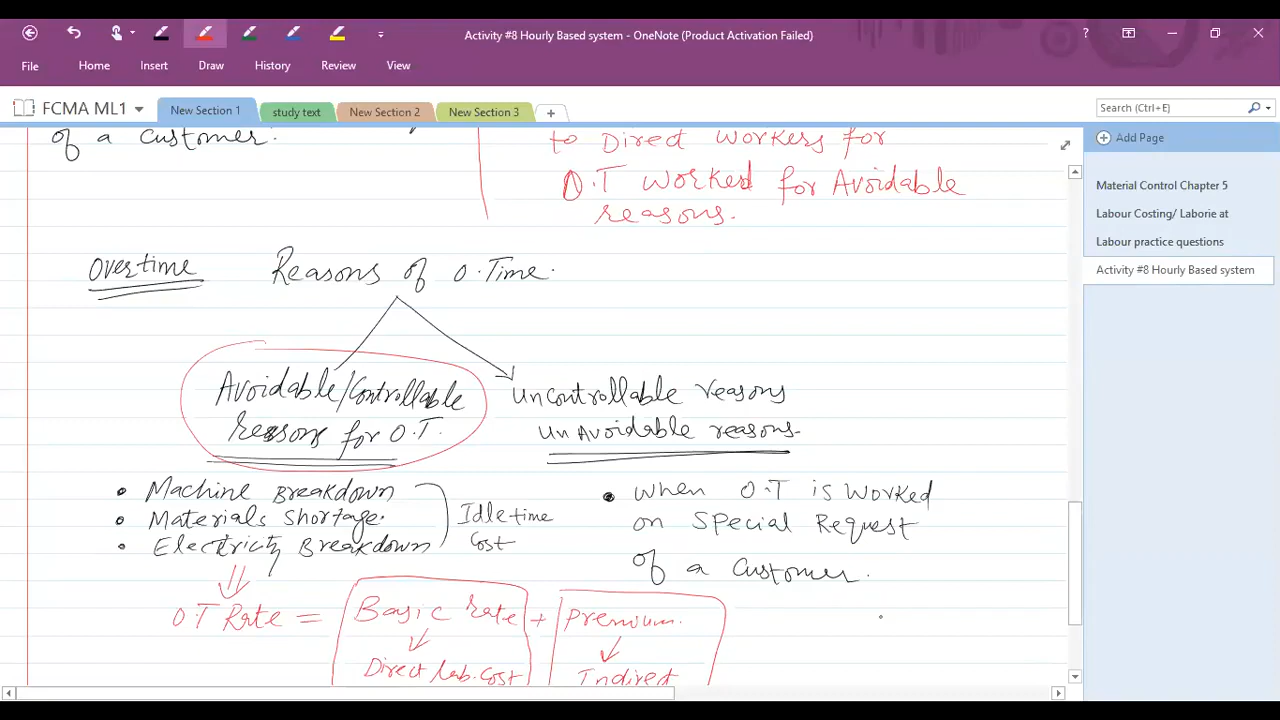 Activity #8 Hourly Based system - OneNote (Product Activation Failed)
?
File Home Insert Draw History Review View
FCMA ML1
New Section 1
study text
New Section 2
New Section 3
Search (Ctrl+E)
Add Page
Material Control Chapter 5
Labour Costing/ Laborie at
Labour practice questions
Activity #8 Hourly Based system
of a Customer.
to Direct Workers for
O.T Worked for Avoidable
reasons.
Overtime
Reasons of O.Time.
Avoidable/Controllable
Reasons for O.T.
Uncontrollable reasons
UnAvoidable reasons.
• Machine Breakdown
• Materials Shortage.
• Electricity Breakdown
Idle time
Cost
• When O.T is Worked
on Special Request
of a Customer.
O.T Rate = Basic rate + Premium.
Direct Lab. Cost
Indirect